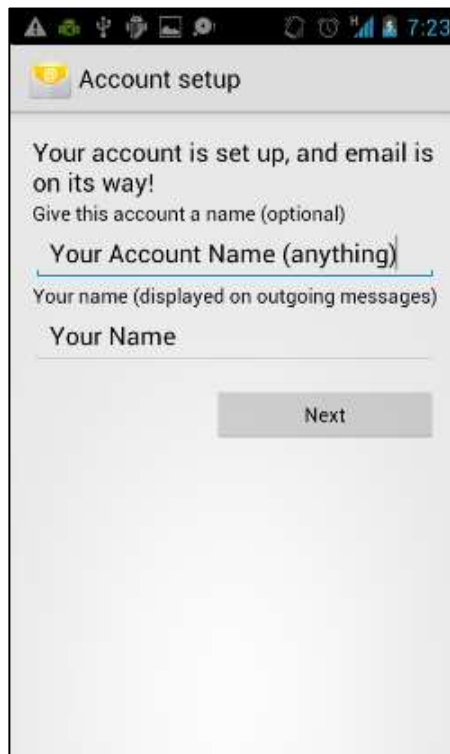 H 7:23
Account setup
Your account is set up, and email is
on its way!
Give this account a name (optional)
Your Account Name (anything)
Your name (displayed on outgoing messages)
Your Name
Next